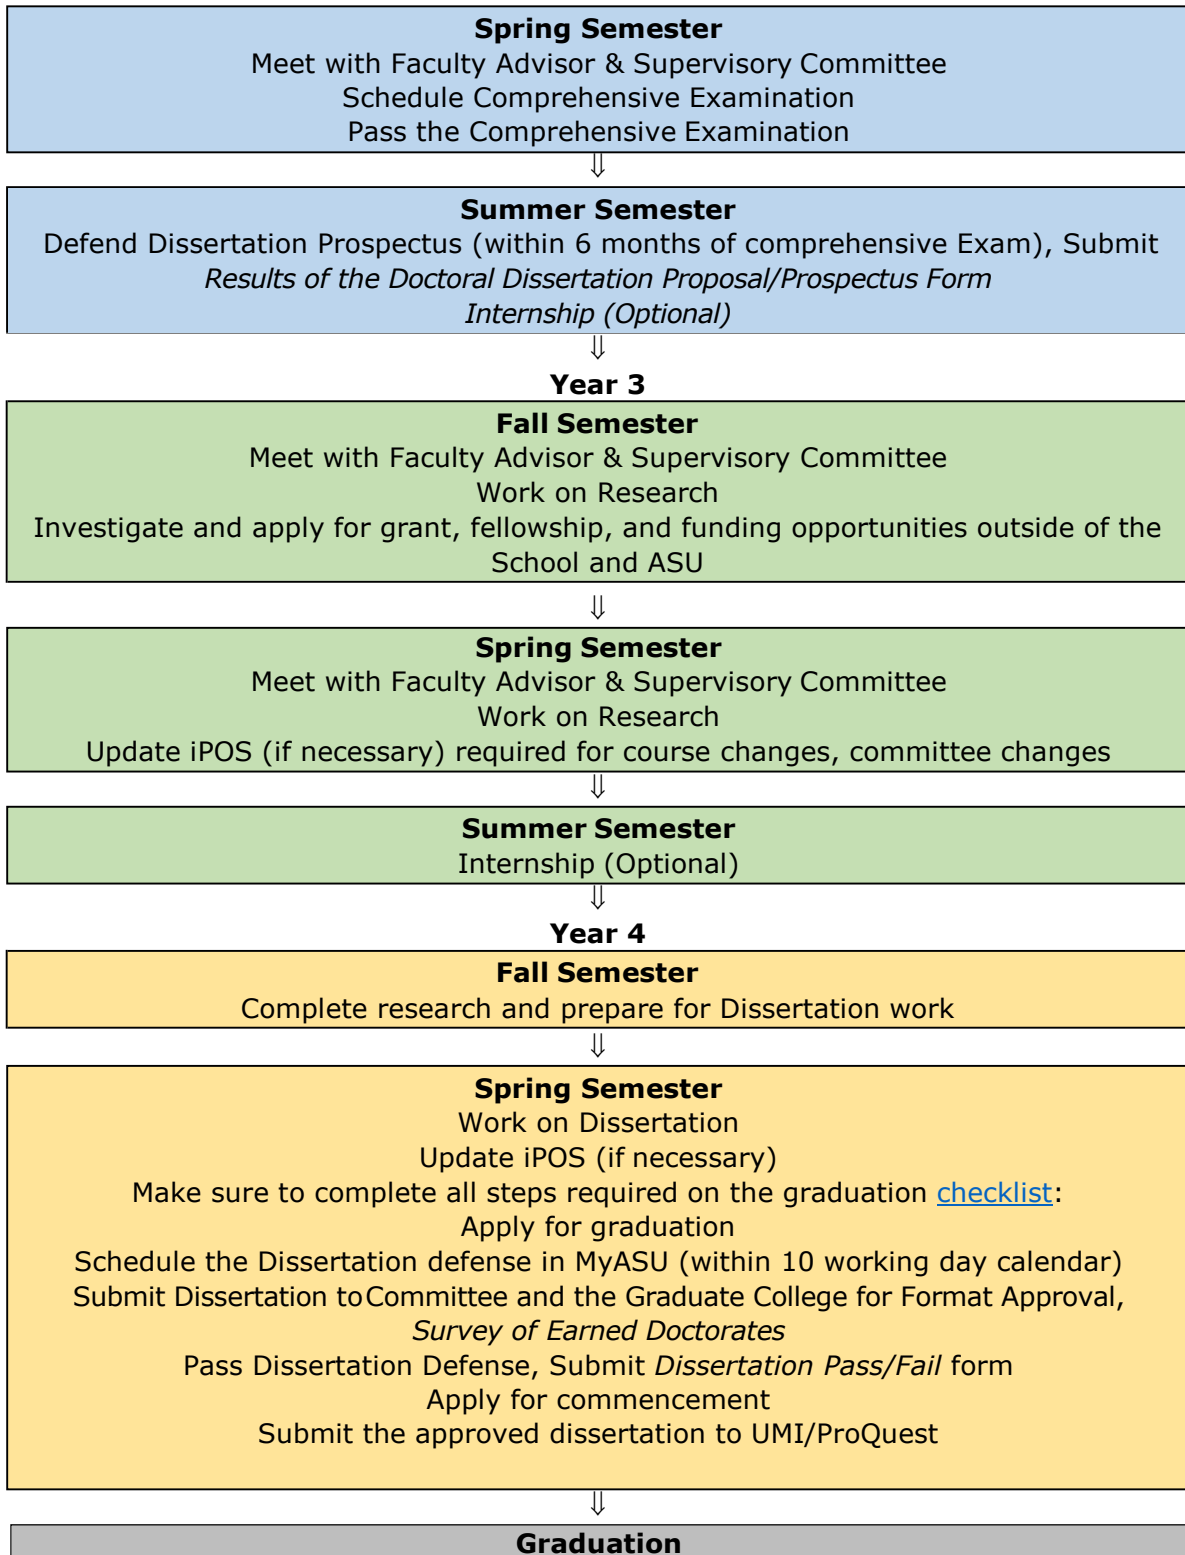 Spring Semester
Meet with Faculty Advisor & Supervisory Committee
Schedule Comprehensive Examination
Pass the Comprehensive Examination
⇓
Summer Semester
Defend Dissertation Prospectus (within 6 months of comprehensive Exam), Submit
Results of the Doctoral Dissertation Proposal/Prospectus Form
Internship (Optional)
⇓
Year 3
Fall Semester
Meet with Faculty Advisor & Supervisory Committee
Work on Research
Investigate and apply for grant, fellowship, and funding opportunities outside of the
School and ASU
⇓
Spring Semester
Meet with Faculty Advisor & Supervisory Committee
Work on Research
Update iPOS (if necessary) required for course changes, committee changes
⇓
Summer Semester
Internship (Optional)
⇓
Year 4
Fall Semester
Complete research and prepare for Dissertation work
⇓
Spring Semester
Work on Dissertation
Update iPOS (if necessary)
Make sure to complete all steps required on the graduation checklist:
Apply for graduation
Schedule the Dissertation defense in MyASU (within 10 working day calendar)
Submit Dissertation to Committee and the Graduate College for Format Approval,
Survey of Earned Doctorates
Pass Dissertation Defense, Submit Dissertation Pass/Fail form
Apply for commencement
Submit the approved dissertation to UMI/ProQuest
⇓
Graduation